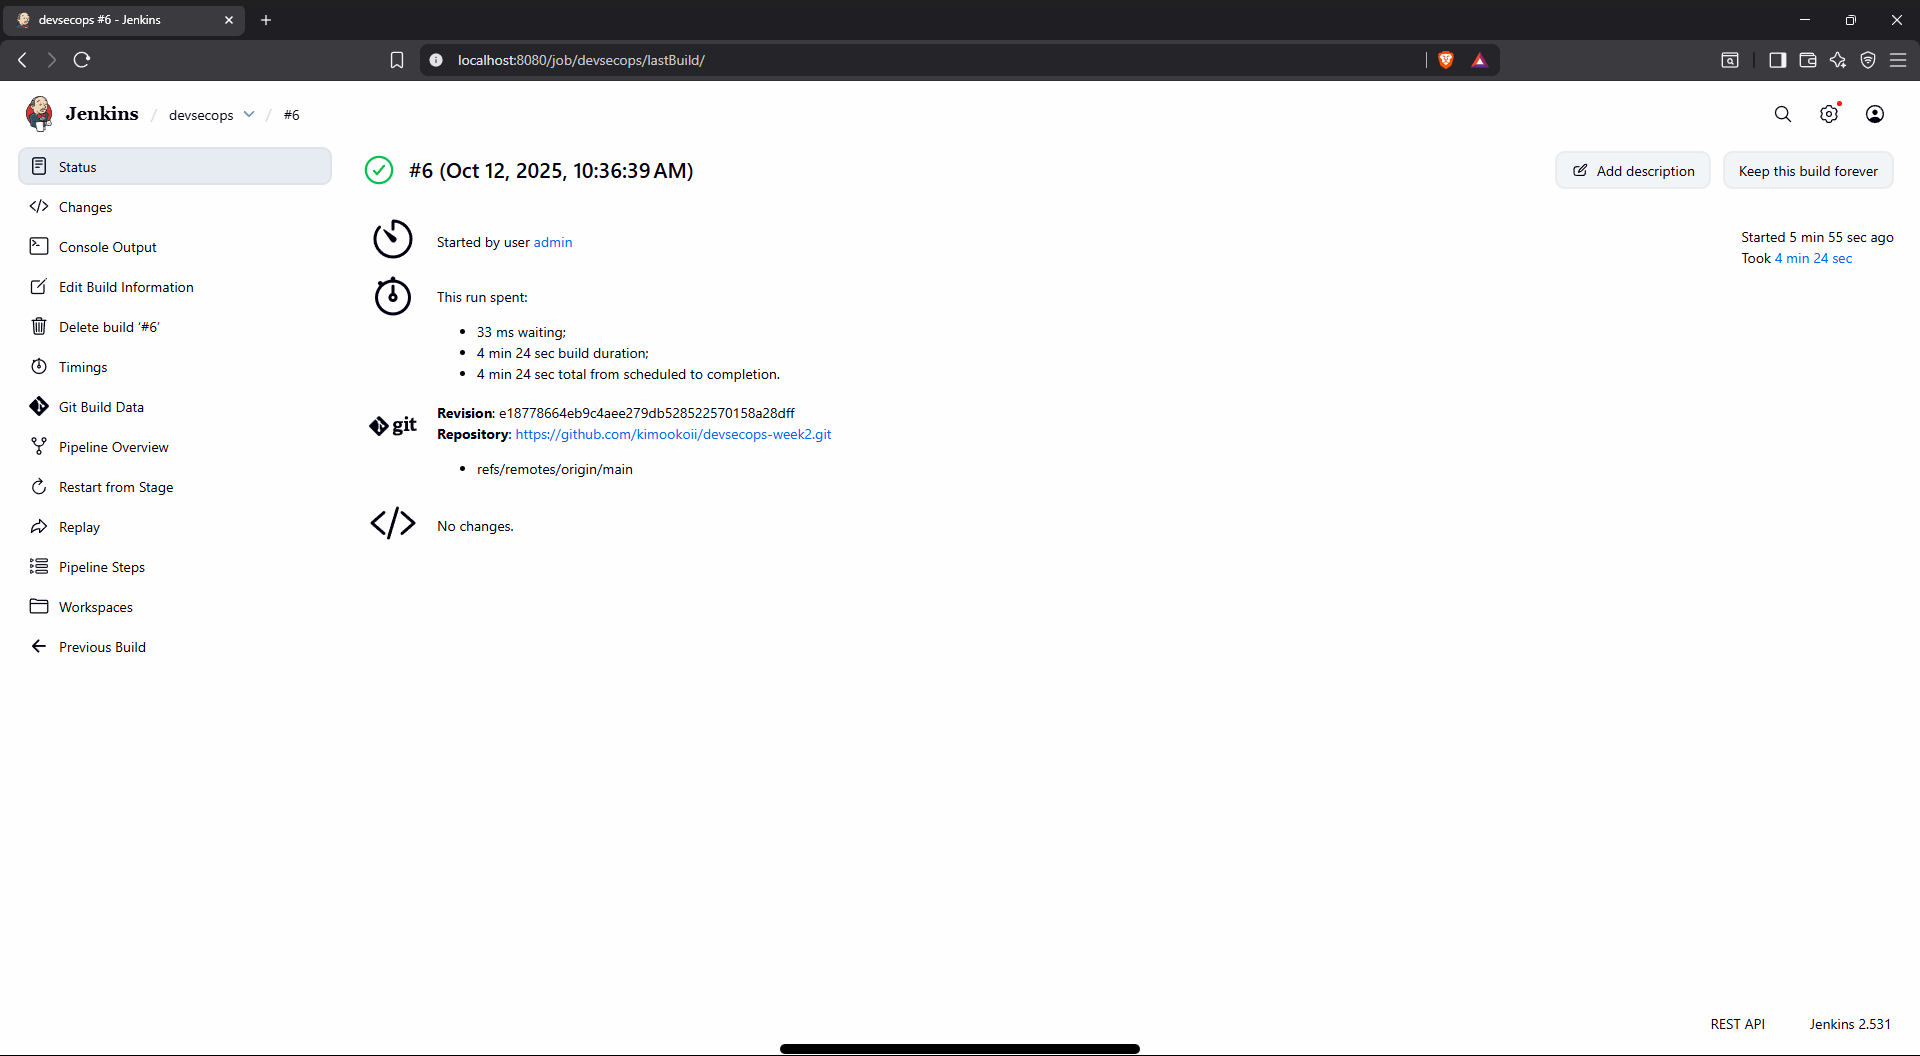 devsecops #6 - Jenkins
localhost:8080/job/devsecops/lastBuild/
Jenkins / devsecops / #6
Status
Changes
Console Output
Edit Build Information
Delete build ‘#6’
Timings
Git Build Data
Pipeline Overview
Restart from Stage
Replay
Pipeline Steps
Workspaces
Previous Build
#6 (Oct 12, 2025, 10:36:39 AM)
Add description
Keep this build forever
Started by user admin
Started 5 min 55 sec ago
Took 4 min 24 sec
This run spent:
33 ms waiting;
4 min 24 sec build duration;
4 min 24 sec total from scheduled to completion.
git
Revision: e18778664eb9c4aee279db528522570158a28dff
Repository: https://github.com/kimookoii/devsecops-week2.git
refs/remotes/origin/main
No changes.
REST API
Jenkins 2.531